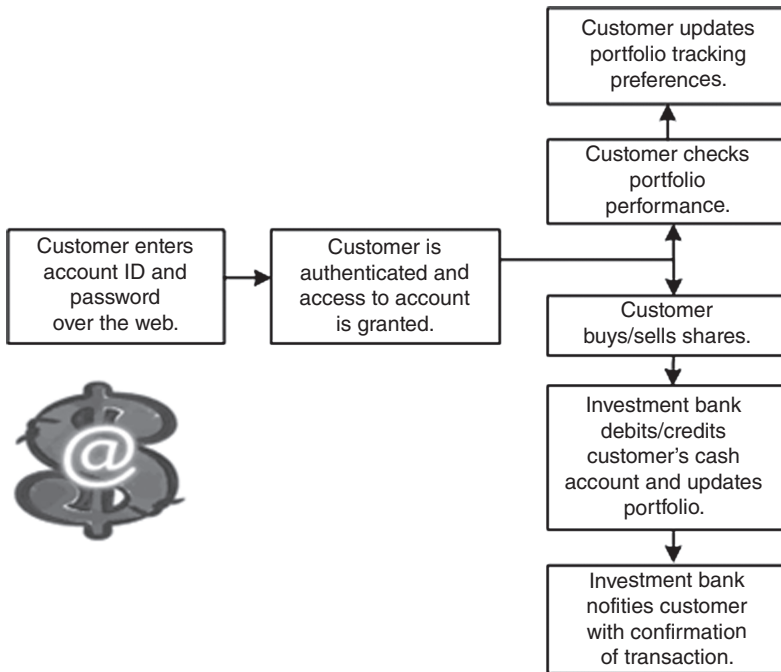 Customer updates
portfolio tracking
preferences.
Customer checks
portfolio
performance.
Customer enters
account ID and
password
over the web.
Customer is
authenticated and
access to account
is granted.
Customer
buys/sells shares.
Investment bank
debits/credits
customer's cash
account and updates
portfolio.
Investment bank
nofities customer
with confirmation
of transaction.
@